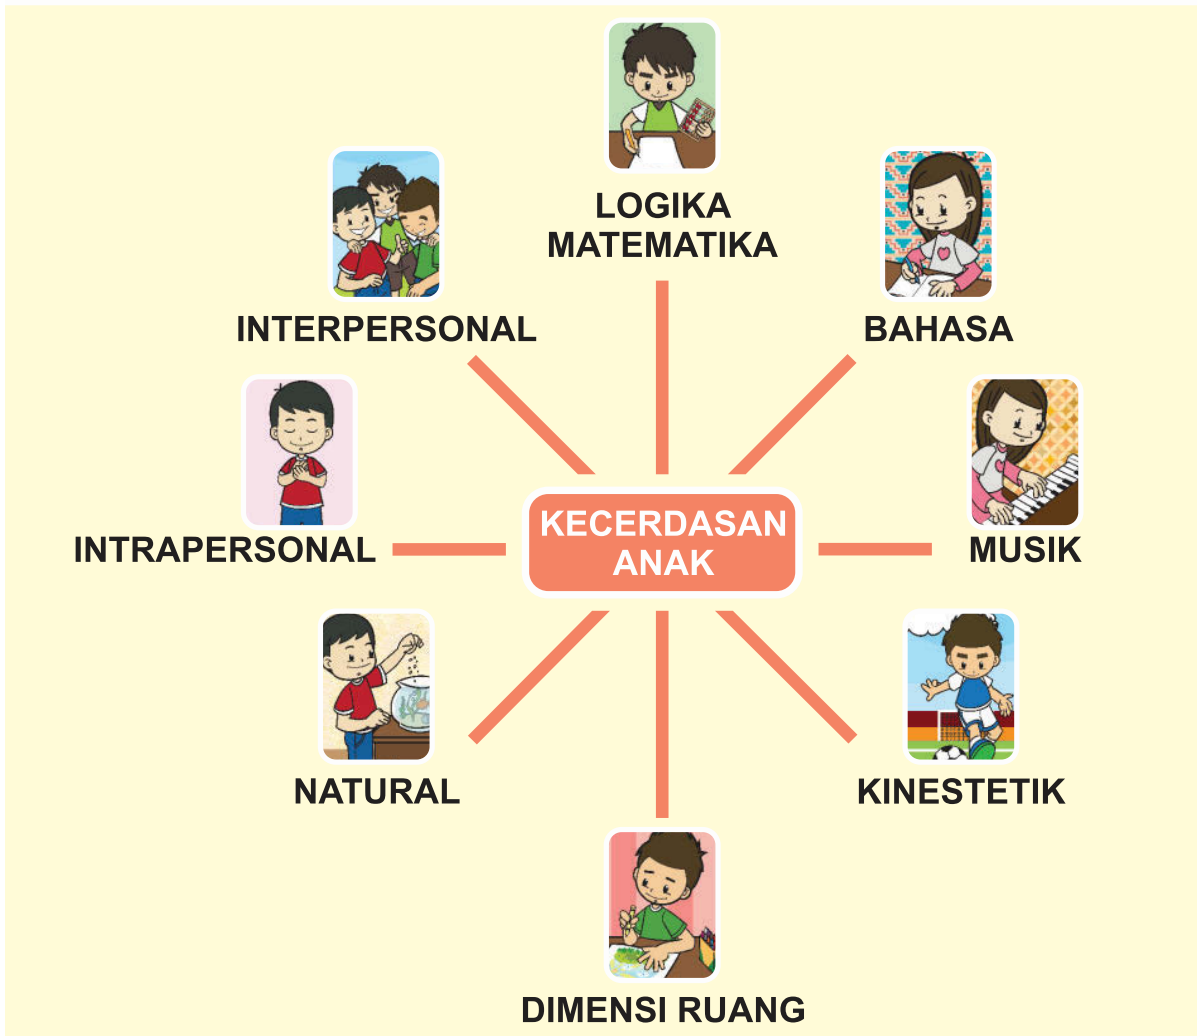 LOGIKA
MATEMATIKA
INTERPERSONAL
BAHASA
INTRAPERSONAL
KECERDASAN
ANAK
MUSIK
NATURAL
KINESTETIK
DIMENSI RUANG